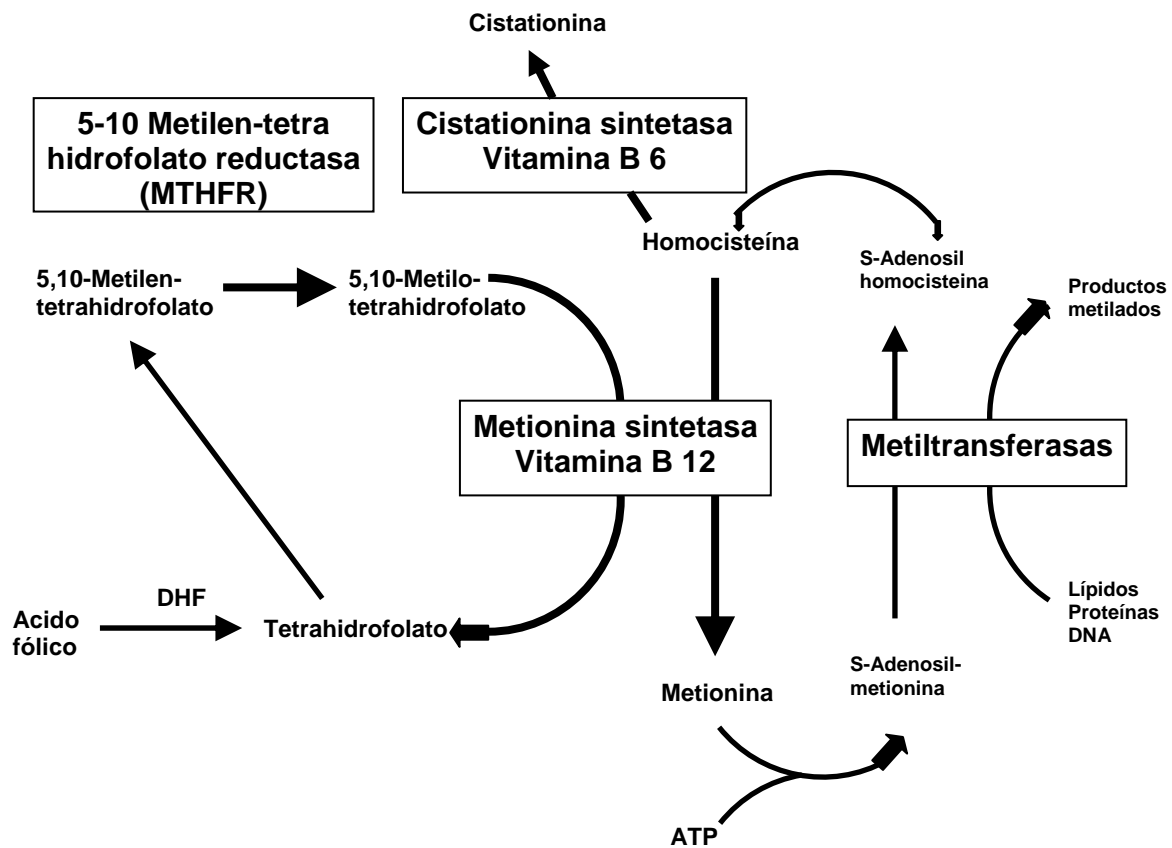 Cistationina
5-10 Metilen-tetra
hidrofolato reductasa
(MTHFR)
Cistationina sintetasa
Vitamina B 6
Homocisteína
S-Adenosil
homocisteina
5,10-Metilen-
tetrahidrofolato
5,10-Metilo-
tetrahidrofolato
Productos
metilados
Metionina sintetasa
Vitamina B 12
Metiltransferasas
Acido
fólico
DHF
Tetrahidrofolato
Lípidos
Proteínas
DNA
S-Adenosil-
metionina
Metionina
ATP